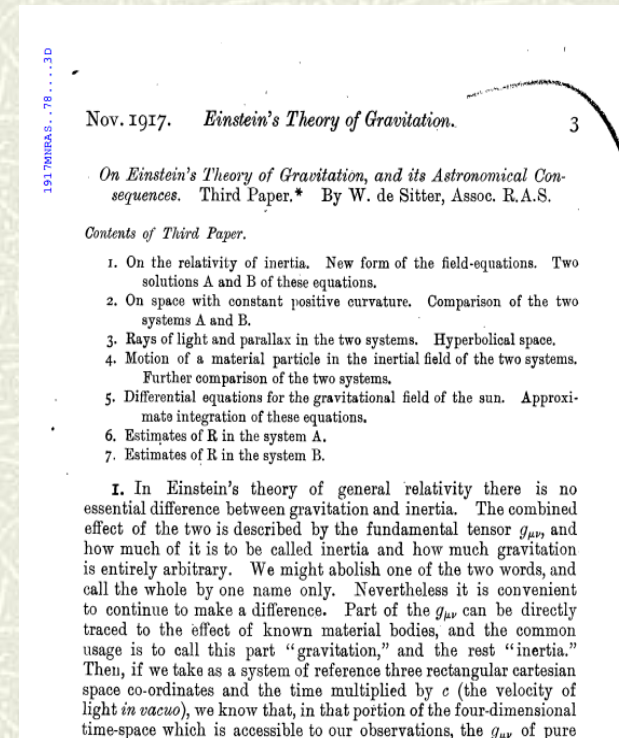 1917MNRAS..78....3D
Nov. 1917. Einstein's Theory of Gravitation. 3
On Einstein's Theory of Gravitation, and its Astronomical Con-
sequences. Third Paper.* By W. de Sitter, Assoc. R.A.S.
Contents of Third Paper.
1. On the relativity of inertia. New form of the field-equations. Two
solutions A and B of these equations.
2. On space with constant positive curvature. Comparison of the two
systems A and B.
3. Rays of light and parallax in the two systems. Hyperbolical space.
4. Motion of a material particle in the inertial field of the two systems.
Further comparison of the two systems.
5. Differential equations for the gravitational field of the sun. Approxi-
mate integration of these equations.
6. Estimates of R in the system A.
7. Estimates of R in the system B.
1. In Einstein's theory of general relativity there is no
essential difference between gravitation and inertia. The combined
effect of the two is described by the fundamental tensor gμν, and
how much of it is to be called inertia and how much gravitation
is entirely arbitrary. We might abolish one of the two words, and
call the whole by one name only. Nevertheless it is convenient
to continue to make a difference. Part of the gμν can be directly
traced to the effect of known material bodies, and the common
usage is to call this part "gravitation," and the rest "inertia."
Then, if we take as a system of reference three rectangular cartesian
space co-ordinates and the time multiplied by c (the velocity of
light in vacuo), we know that, in that portion of the four-dimensional
time-space which is accessible to our observations, the gμν of pure